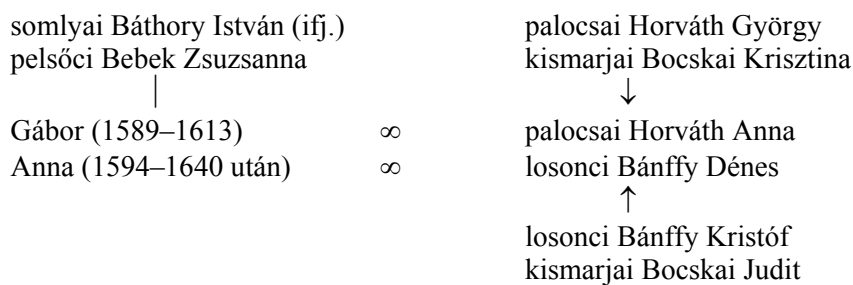 somlyai Báthory István (ifj.) palocsai Horváth György
pelsőci Bebek Zsuzsanna kismarjai Bocskai Krisztina
Gábor (1589–1613) ∞ palocsai Horváth Anna
Anna (1594–1640 után) ∞ losonci Bánffy Dénes
losonci Bánffy Kristóf
kismarjai Bocskai Judit